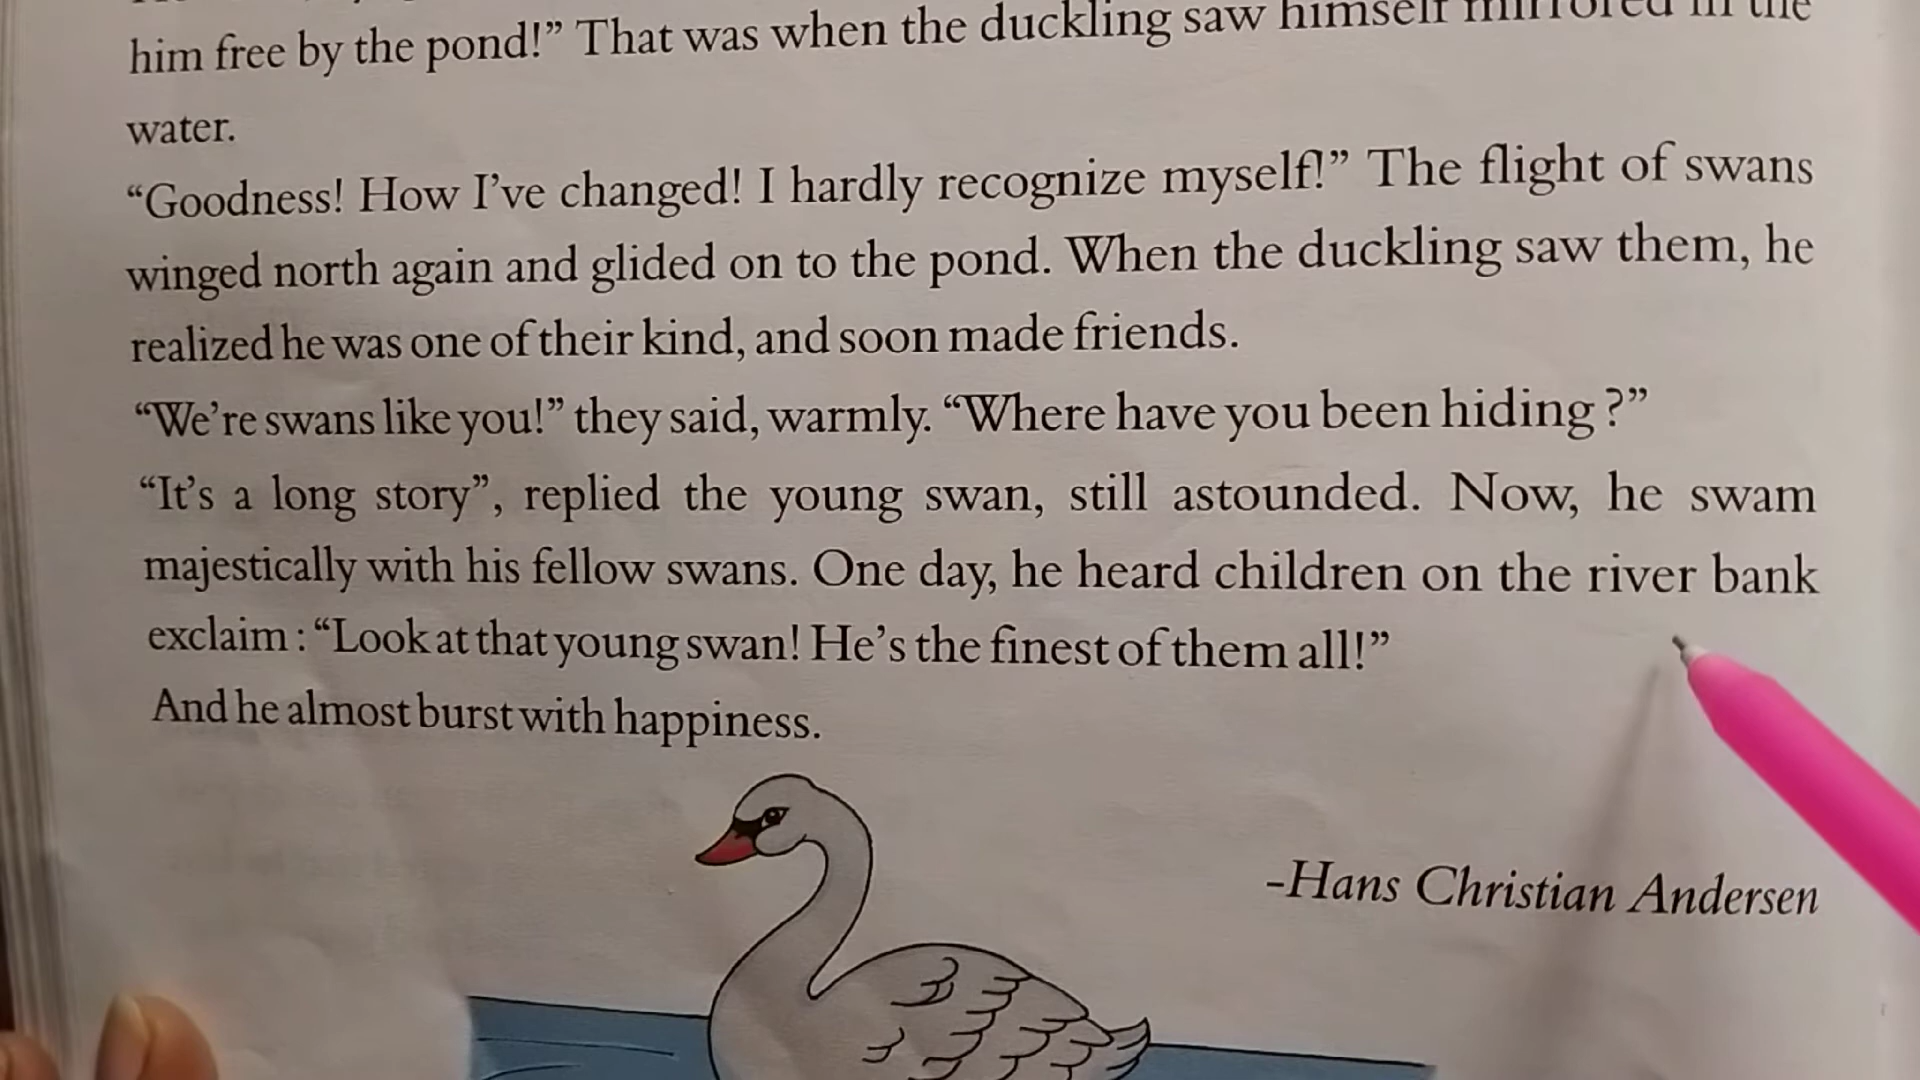 him free by the pond!” That was when the duckling saw himself mirrored in the
water.
“Goodness! How I’ve changed! I hardly recognize myself!” The flight of swans
winged north again and glided on to the pond. When the duckling saw them, he
realized he was one of their kind, and soon made friends.
“We’re swans like you!” they said, warmly. “Where have you been hiding ?”
“It’s a long story”, replied the young swan, still astounded. Now, he swam
majestically with his fellow swans. One day, he heard children on the river bank
exclaim : “Look at that young swan! He’s the finest of them all!”
And he almost burst with happiness.
-Hans Christian Andersen